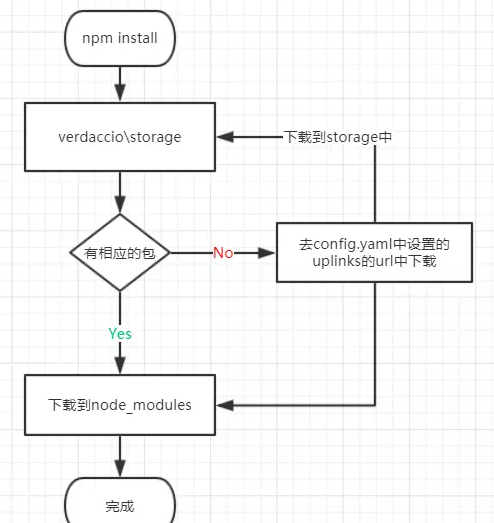 npm install
verdaccio\storage
下载到storage中
有相应的包
No
去config.yaml中设置的
uplinks的url中下载
Yes
下载到node_modules
完成